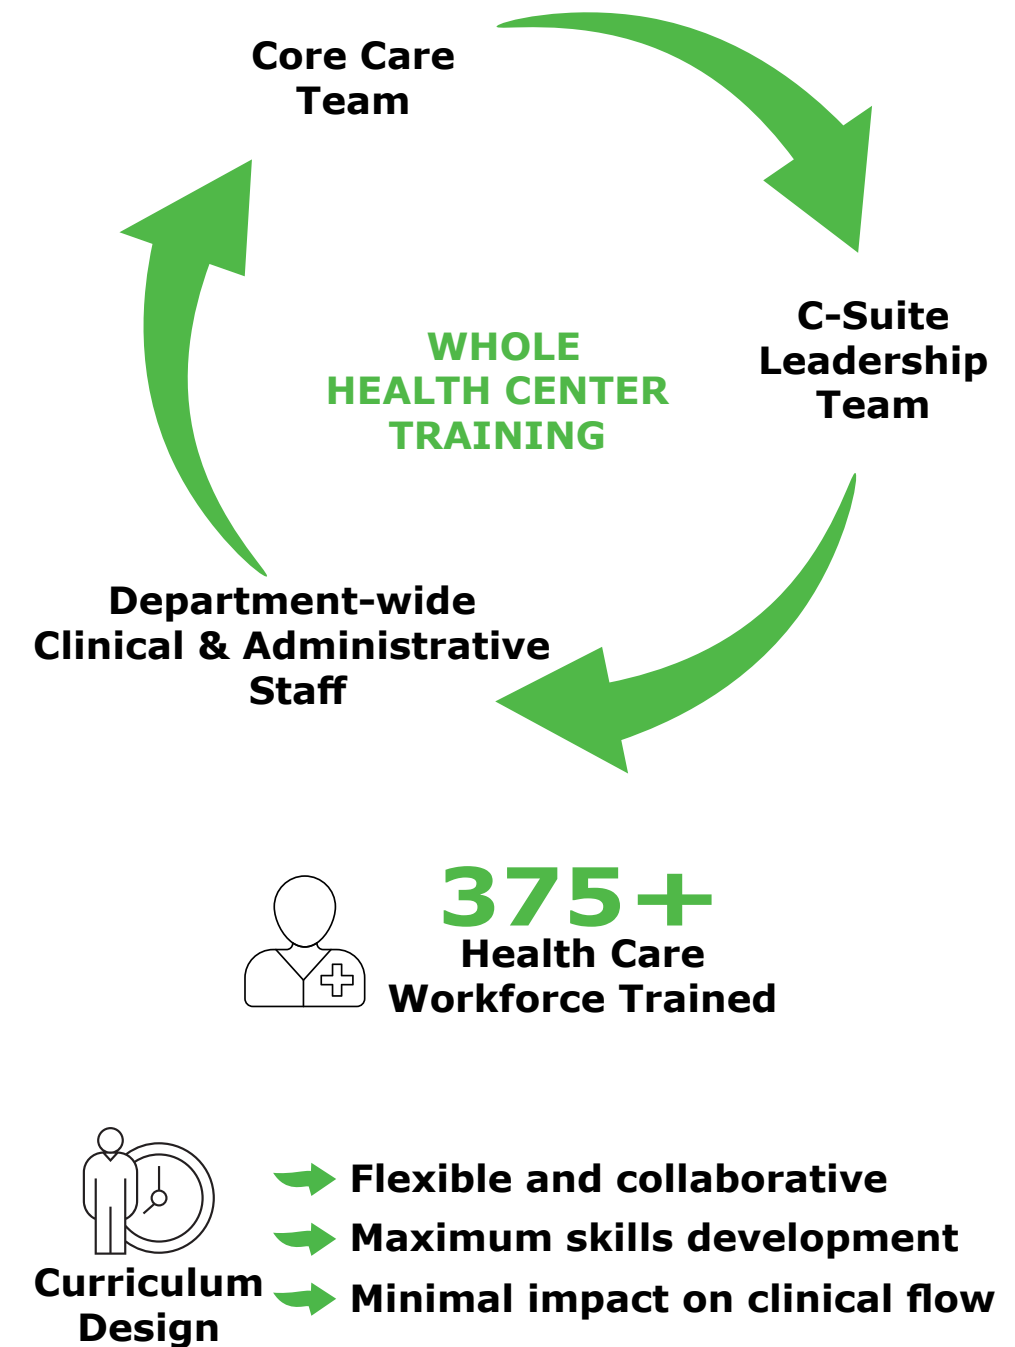 Core Care
Team
C-Suite
Leadership
Team
WHOLE
HEALTH CENTER
TRAINING
Department-wide
Clinical & Administrative
Staff
375+
Health Care
Workforce Trained
Curriculum
Design
Flexible and collaborative
Maximum skills development
Minimal impact on clinical flow